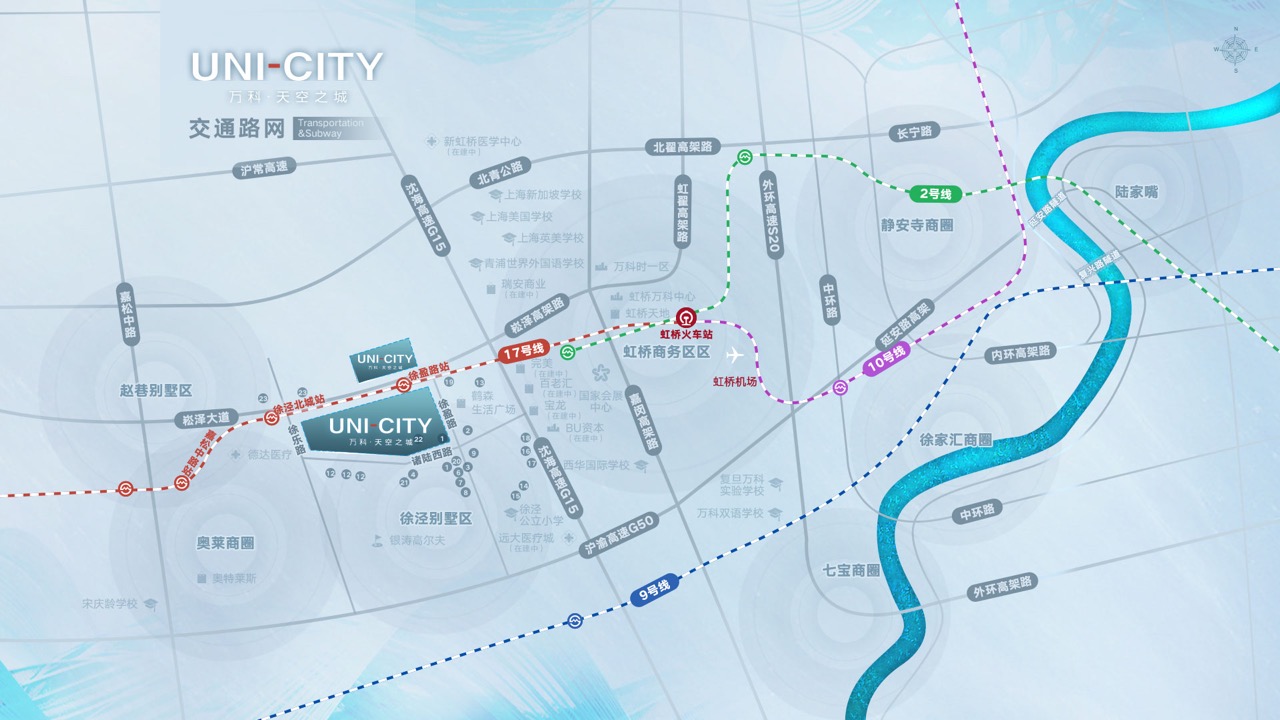 UNI-CITY
万科·天空之城
交通路网
Transportation
&Subway
N
W
E
S
沪常高速
新虹桥医学中心
(在建中)
北青公路
北翟高架路
长宁路
沈海高速G15
上海新加坡学校
上海美国学校
上海英美学校
青浦世界外国语学校
瑞安商业
(在建中)
虹翟高架路
外环高速S20
2号线
静安寺商圈
陆家嘴
延安路隧道
复兴路隧道
万科时一区
虹桥万科中心
虹桥天地
中环路
嘉松中路
崧泽高架路
虹桥火车站
虹桥商务区区
延安路高架
17号线
10号线
内环高架路
虹桥机场
UNI CITY
万科·天空之城
徐盈路站
赵巷别墅区
徐泾北城站
崧泽大道
UNI-CITY
万科·天空之城22
徐乐路
徐盈路
诸陆西路
鹤森
生活广场
完美
(在建中)
百老汇
(在建中)
宝龙
(在建中)
BU资本
(在建中)
国家会展
中心
嘉闵高架路
徐家汇商圈
德达医疗
沈海高速G15
西华国际学校
复旦万科
实验学校
万科双语学校
徐泾别墅区
银涛高尔夫
徐泾
公立小学
远大医疗城
(在建中)
沪渝高速G50
中环路
奥莱商圈
奥特莱斯
宋庆龄学校
9号线
七宝商圈
外环高架路